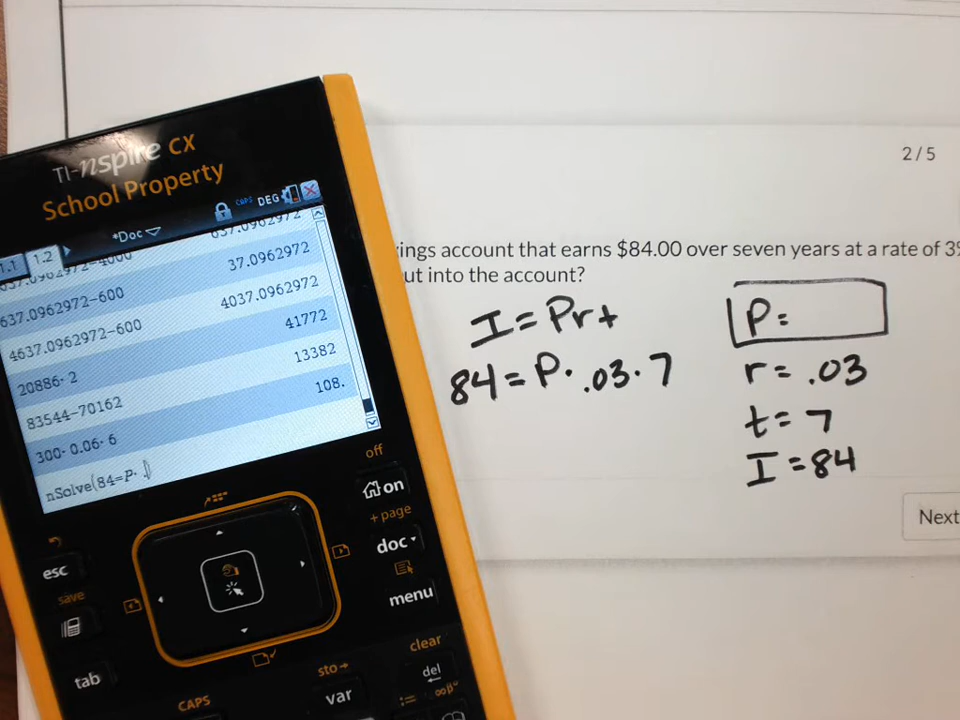 TI-nspire CX
School Property
CAPS DEG
1.1 1.2 *Doc
637.0962972-4000 637.0962972
637.0962972-600 37.0962972
4637.0962972-600 4037.0962972
20886·2 41772
83544-70162 13382
300·0.06·6 108.
nSolve(84=p·.)
off
on
+page
esc
doc
save
menu
tab
clear
sto→
del
CAPS
var
2/5
ings account that earns $84.00 over seven years at a rate of 3%
ut into the account?
I = Prt
P =
84 = P · .03 · 7
r = .03
t = 7
I = 84
Next